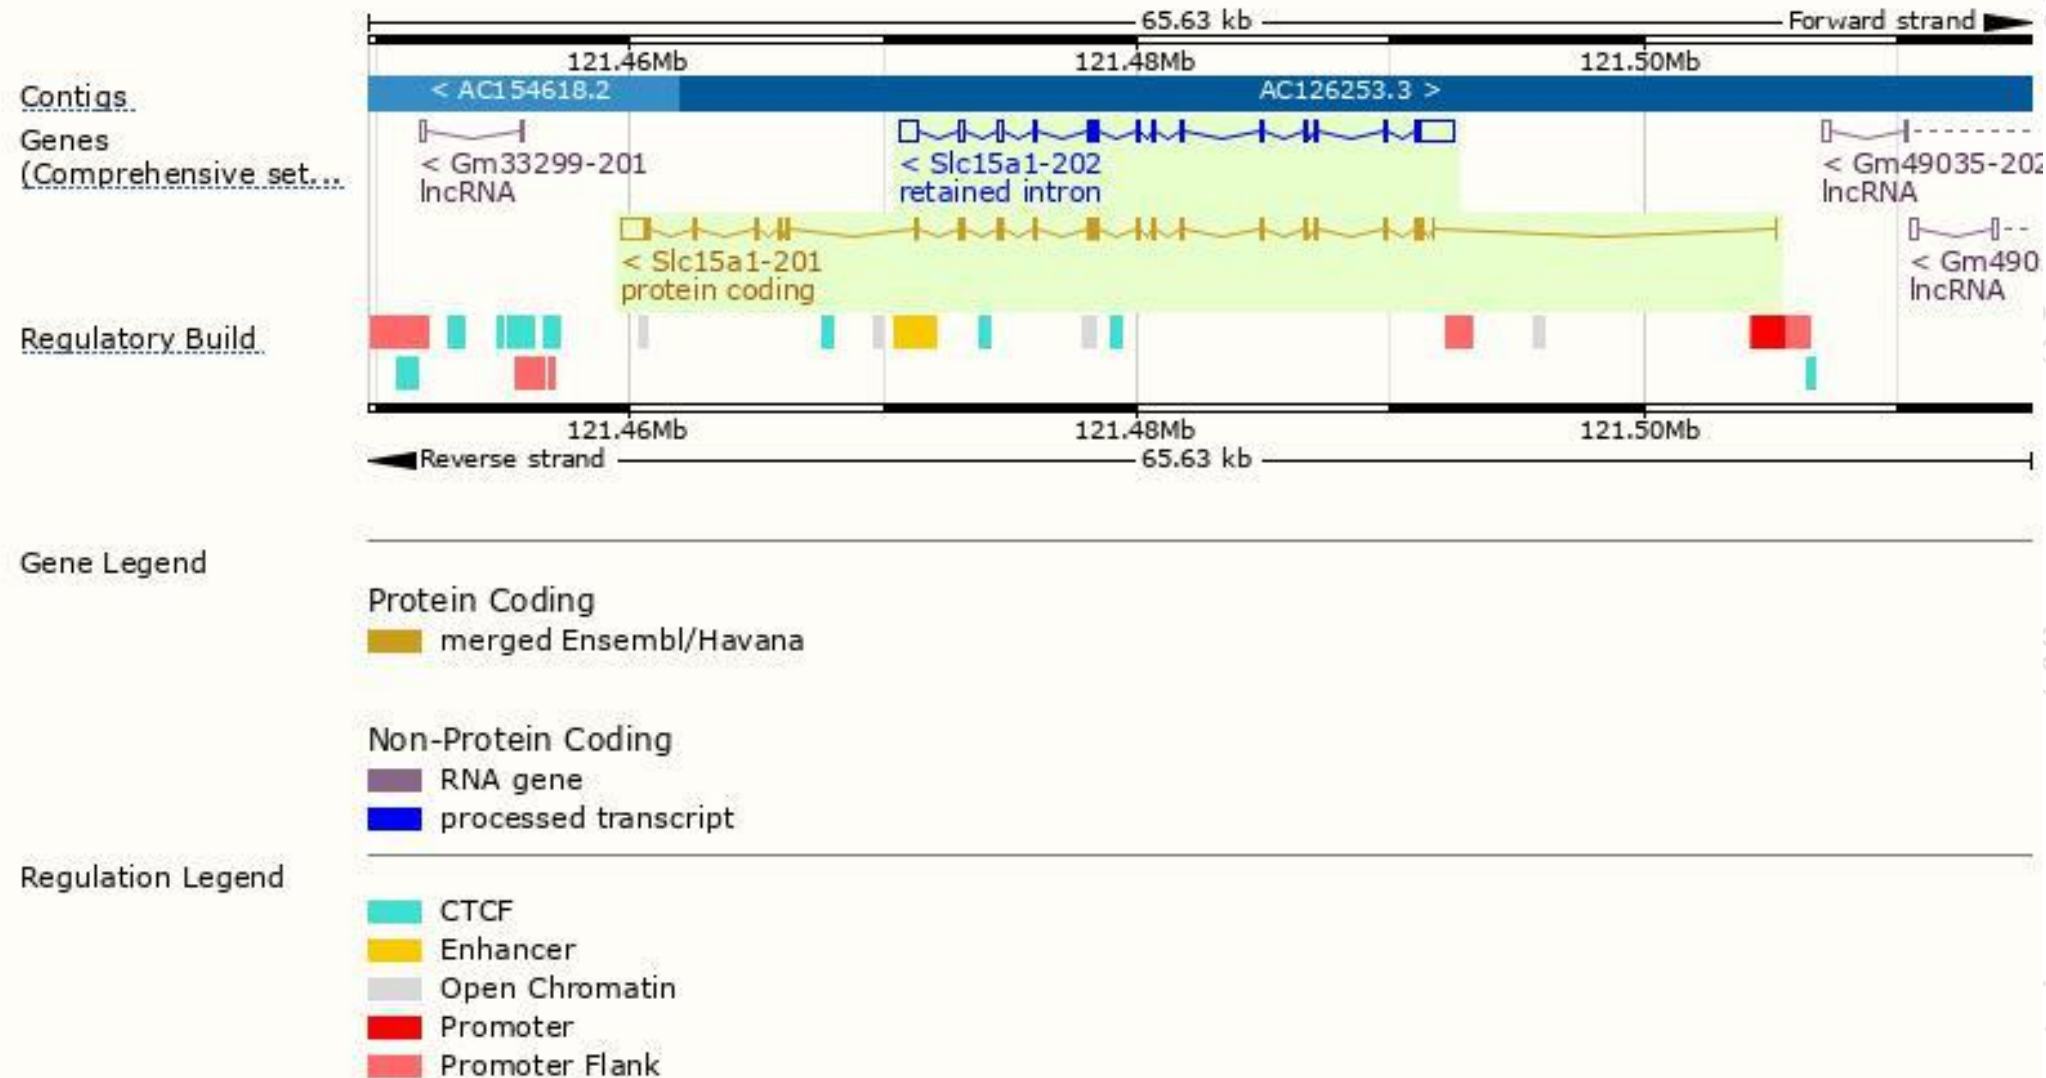 65.63 kb
Forward strand
121.46Mb 121.48Mb 121.50Mb
Contigs
< AC154618.2 AC126253.3 >
Genes
(Comprehensive set...
< Gm33299-201
lncRNA
< Slc15a1-202
retained intron
< Gm49035-202
lncRNA
< Slc15a1-201
protein coding
< Gm490
lncRNA
Regulatory Build
121.46Mb 121.48Mb 121.50Mb
Reverse strand 65.63 kb
Gene Legend
Protein Coding
merged Ensembl/Havana
Non-Protein Coding
RNA gene
processed transcript
Regulation Legend
CTCF
Enhancer
Open Chromatin
Promoter
Promoter Flank